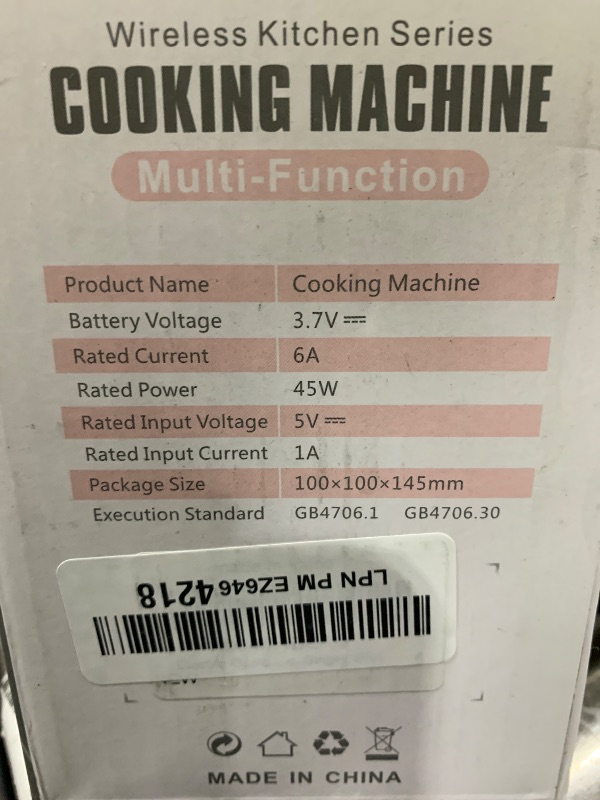 Wireless Kitchen Series
COOKING MACHINE
Multi-Function
Product Name Cooking Machine
Battery Voltage 3.7V ⎓
Rated Current 6A
Rated Power 45W
Rated Input Voltage 5V ⎓
Rated Input Current 1A
Package Size 100×100×145mm
Execution Standard GB4706.1 GB4706.30
LPN PM EZ6464218
MADE IN CHINA